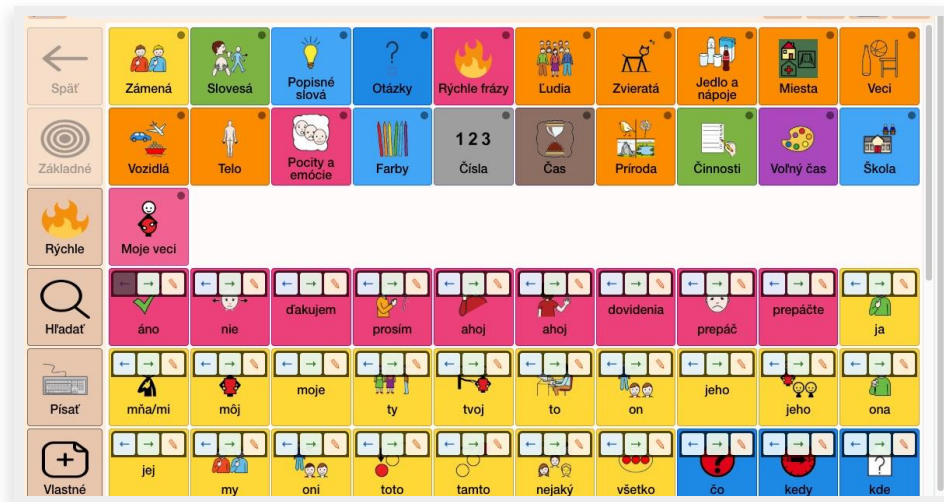 Späť
Zámená
Slovesá
Popisné
slová
Otázky
Rýchle frázy
Ľudia
Zvieratá
Jedlo a
nápoje
Miesta
Veci
Základné
Vozidlá
Telo
Pocity a
emócie
Farby
1 2 3
Čísla
Čas
Príroda
Činnosti
Voľný čas
Škola
Rýchle
Moje veci
Hľadať
áno
nie
ďakujem
prosím
ahoj
ahoj
dovidenia
prepáč
prepáčte
ja
Písať
mňa/mi
môj
moje
ty
tvoj
to
on
jeho
jeho
ona
Vlastné
jej
my
oni
toto
tamto
nejaký
všetko
čo
kedy
kde